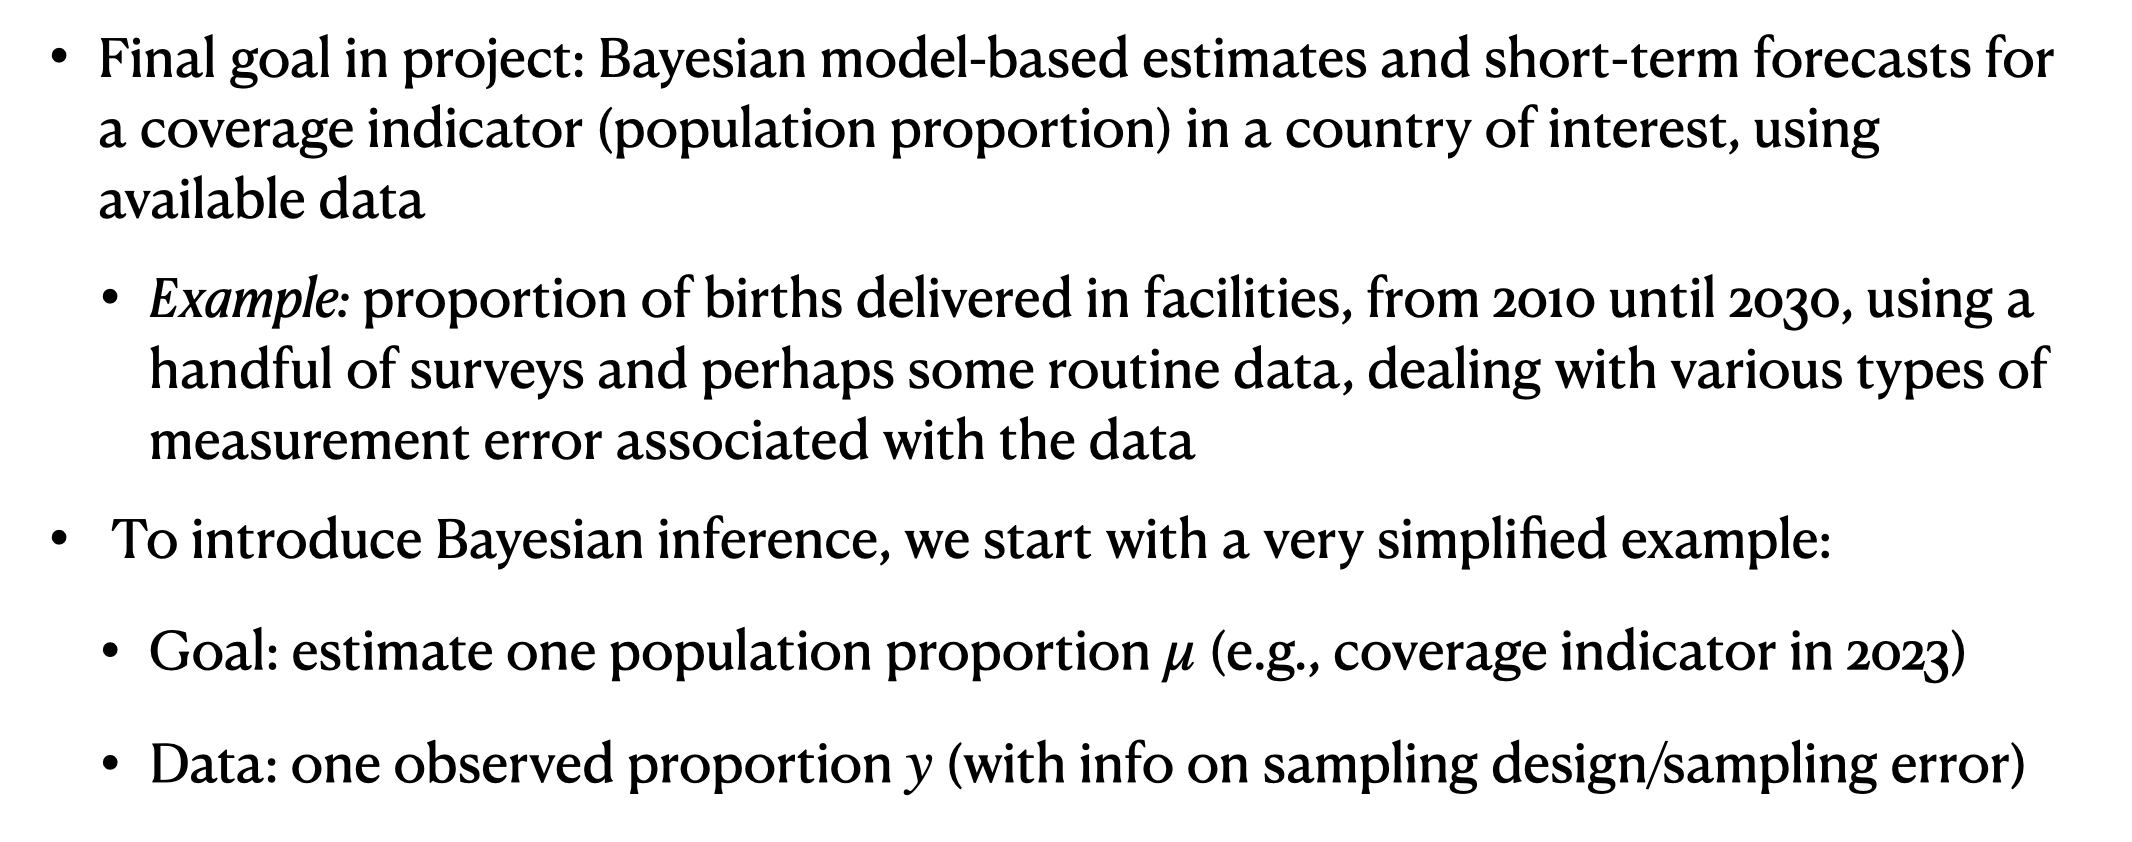 • Final goal in project: Bayesian model-based estimates and short-term forecasts for
a coverage indicator (population proportion) in a country of interest, using
available data
• Example: proportion of births delivered in facilities, from 2010 until 2030, using a
handful of surveys and perhaps some routine data, dealing with various types of
measurement error associated with the data
• To introduce Bayesian inference, we start with a very simplified example:
• Goal: estimate one population proportion μ (e.g., coverage indicator in 2023)
• Data: one observed proportion y (with info on sampling design/sampling error)